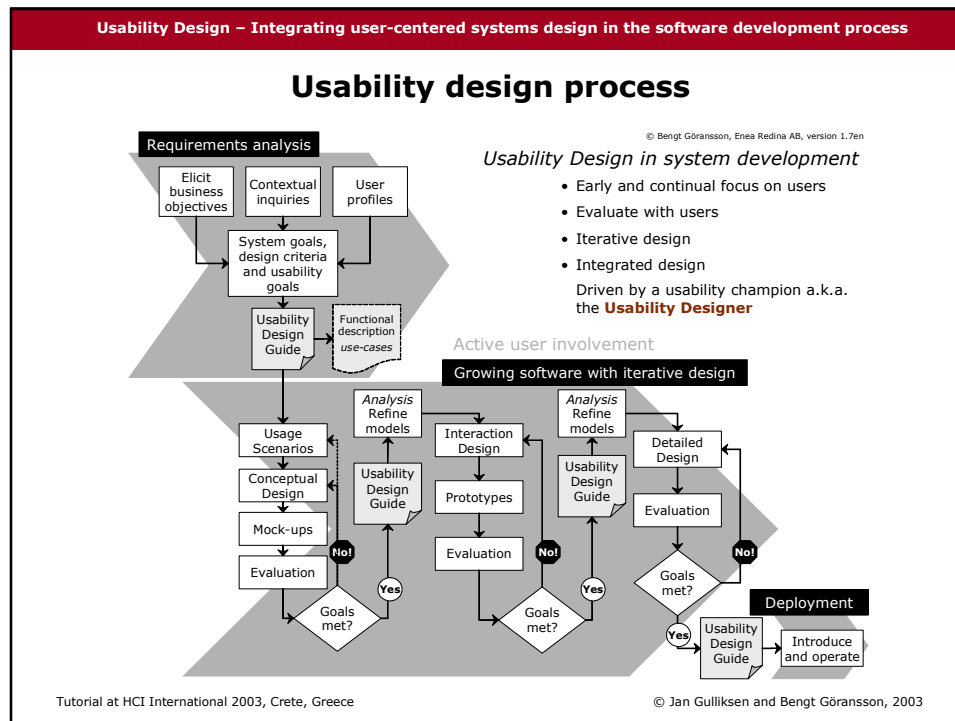 Usability Design – Integrating user-centered systems design in the software development process
Usability design process
© Bengt Göransson, Enea Redina AB, version 1.7en
Requirements analysis
Usability Design in system development
Elicit
business
objectives
Contextual
inquiries
User
profiles
• Early and continual focus on users
• Evaluate with users
• Iterative design
• Integrated design
Driven by a usability champion a.k.a.
the Usability Designer
System goals,
design criteria
and usability
goals
Usability
Design
Guide
Functional
description
use-cases
Active user involvement
Growing software with iterative design
Usage
Scenarios
Conceptual
Design
Mock-ups
Evaluation
No!
Goals
met?
Yes
Analysis
Refine
models
Usability
Design
Guide
Interaction
Design
Prototypes
Evaluation
No!
Goals
met?
Yes
Analysis
Refine
models
Usability
Design
Guide
Detailed
Design
Evaluation
No!
Goals
met?
Yes
Deployment
Usability
Design
Guide
Introduce
and operate
Tutorial at HCI International 2003, Crete, Greece
© Jan Gulliksen and Bengt Göransson, 2003